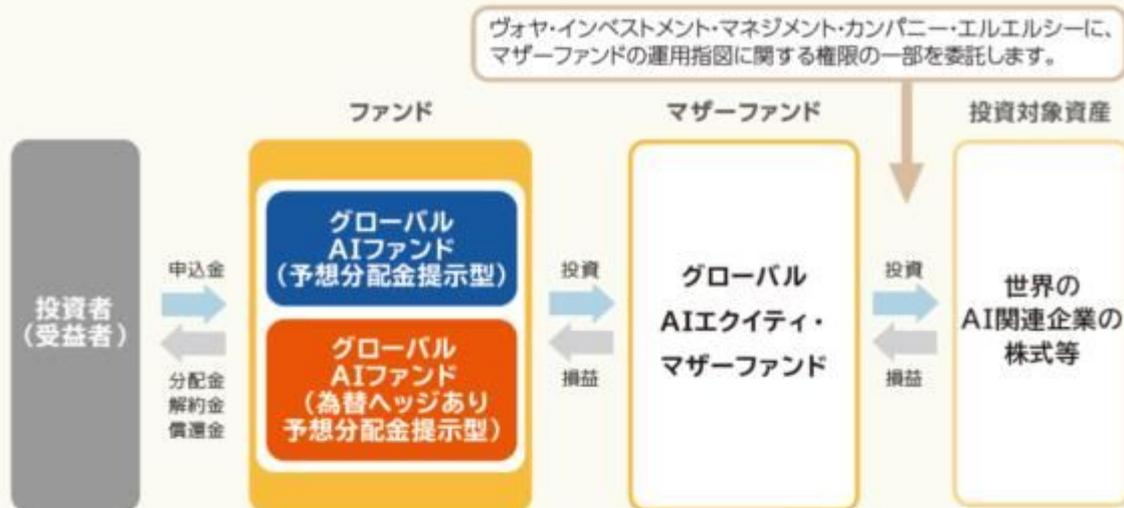 ヴォヤ・インベストメント・マネジメント・カンパニー・エルエルシーに、
マザーファンドの運用指図に関する権限の一部を委託します。
ファンド
マザーファンド
投資対象資産
投資者
(受益者)
申込金
分配金
解約金
償還金
グローバル
AIファンド
(予想分配金提示型)
グローバル
AIファンド
(為替ヘッジあり
予想分配金提示型)
投資
損益
グローバル
AIエクイティ・
マザーファンド
投資
損益
世界の
AI関連企業の
株式等